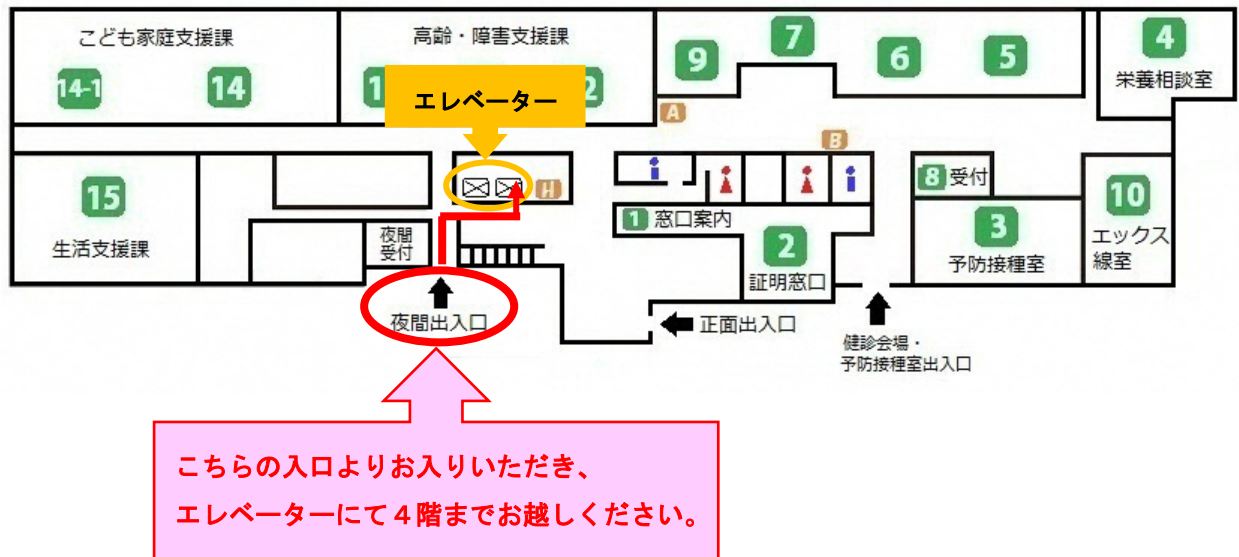 こども家庭支援課
高齢・障害支援課
14-1
14
1
2
エレベーター
9
7
6
5
4
栄養相談室
A
B
H
15
生活支援課
夜間
受付
1 窓口案内
2
証明窓口
8 受付
3
予防接種室
10
エックス
線室
夜間出入口
正面出入口
健診会場・
予防接種室出入口
こちらの入口よりお入りいただき、
エレベーターにて４階までお越しください。